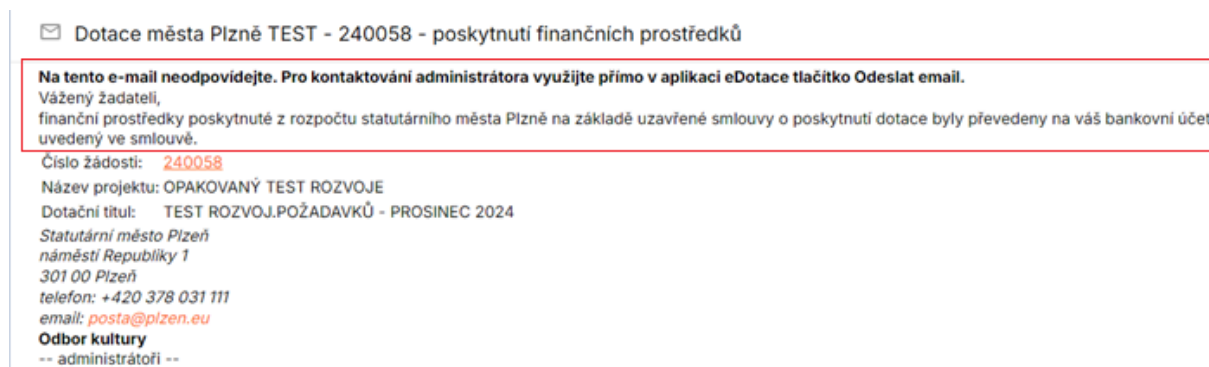 Dotace města Plzně TEST - 240058 - poskytnutí finančních prostředků
Na tento e-mail neodpovídejte. Pro kontaktování administrátora využijte přímo v aplikaci eDotace tlačítko Odeslat email.
Vážený žadateli,
finanční prostředky poskytnuté z rozpočtu statutárního města Plzně na základě uzavřené smlouvy o poskytnutí dotace byly převedeny na váš bankovní účet
uvedený ve smlouvě.
Číslo žádosti: 240058
Název projektu: OPAKOVANÝ TEST ROZVOJE
Dotační titul: TEST ROZVOJ.POŽADAVKŮ - PROSINEC 2024
Statutární město Plzeň
náměstí Republiky 1
301 00 Plzeň
telefon: +420 378 031 111
email: posta@plzen.eu
Odbor kultury
-- administrátoři --